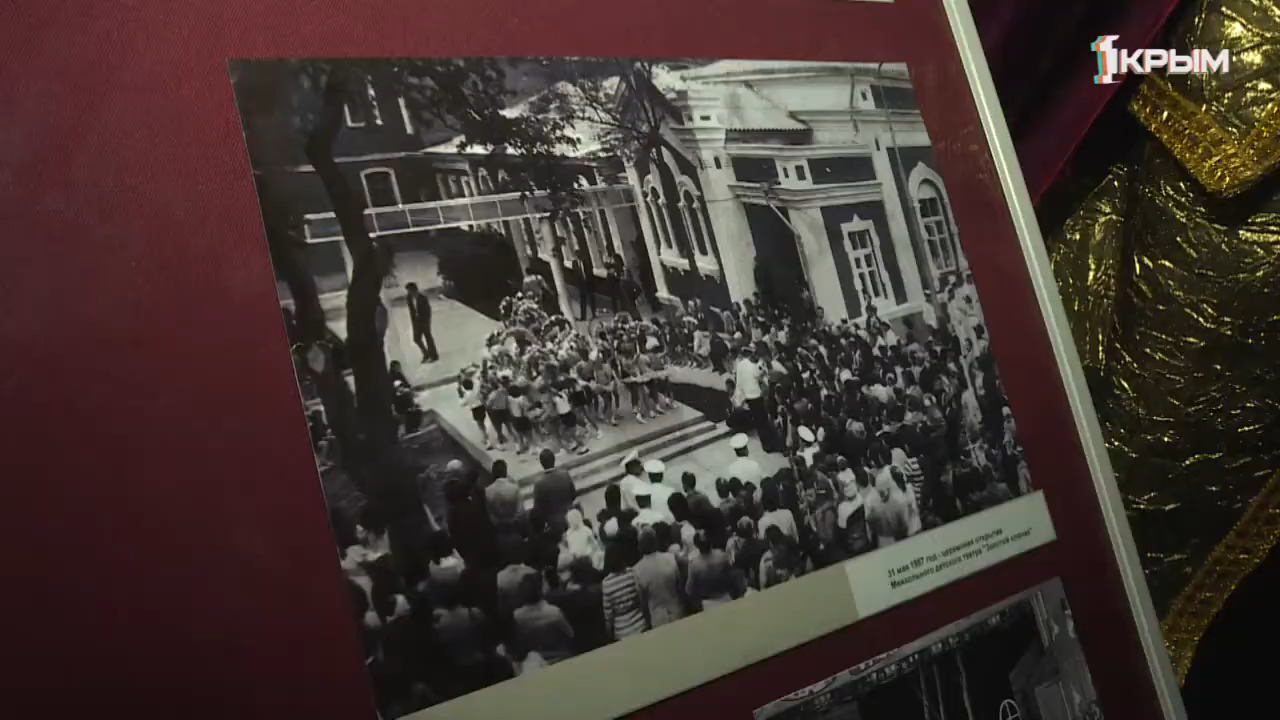 1КРЫМ
31 мая 1987 год - церемония открытия
Межкольного детского театра "Золотой ключик"